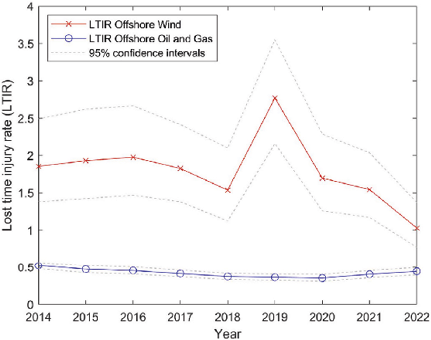 LTIR Offshore Wind
LTIR Offshore Oil and Gas
95% confidence intervals
Lost time injury rate (LTIR)
4
3.5
3
2.5
2
1.5
1
0.5
0
2014 2015 2016 2017 2018 2019 2020 2021 2022
Year